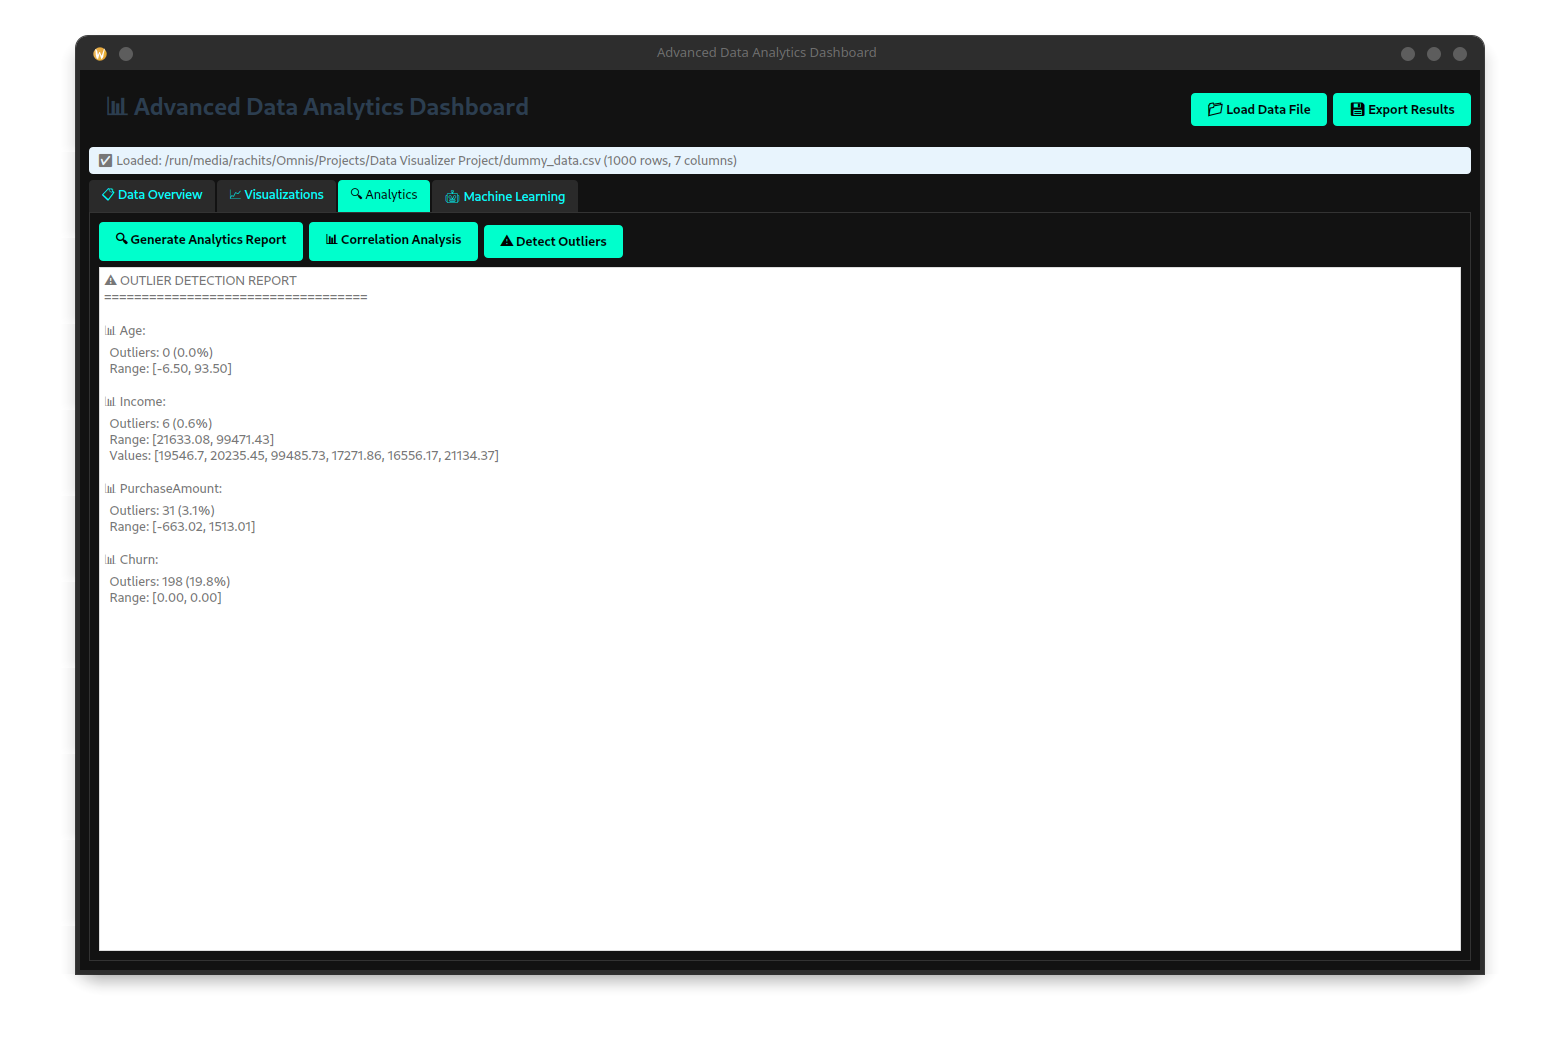 Advanced Data Analytics Dashboard
📊 Advanced Data Analytics Dashboard
📂 Load Data File
💾 Export Results
✅ Loaded: /run/media/rachits/Omnis/Projects/Data Visualizer Project/dummy_data.csv (1000 rows, 7 columns)
📋 Data Overview
📈 Visualizations
🔍 Analytics
🤖 Machine Learning
🔍 Generate Analytics Report
📊 Correlation Analysis
⚠ Detect Outliers
⚠ OUTLIER DETECTION REPORT
===================================
📊 Age:
Outliers: 0 (0.0%)
Range: [-6.50, 93.50]
📊 Income:
Outliers: 6 (0.6%)
Range: [21633.08, 99471.43]
Values: [19546.7, 20235.45, 99485.73, 17271.86, 16556.17, 21134.37]
📊 PurchaseAmount:
Outliers: 31 (3.1%)
Range: [-663.02, 1513.01]
📊 Churn:
Outliers: 198 (19.8%)
Range: [0.00, 0.00]